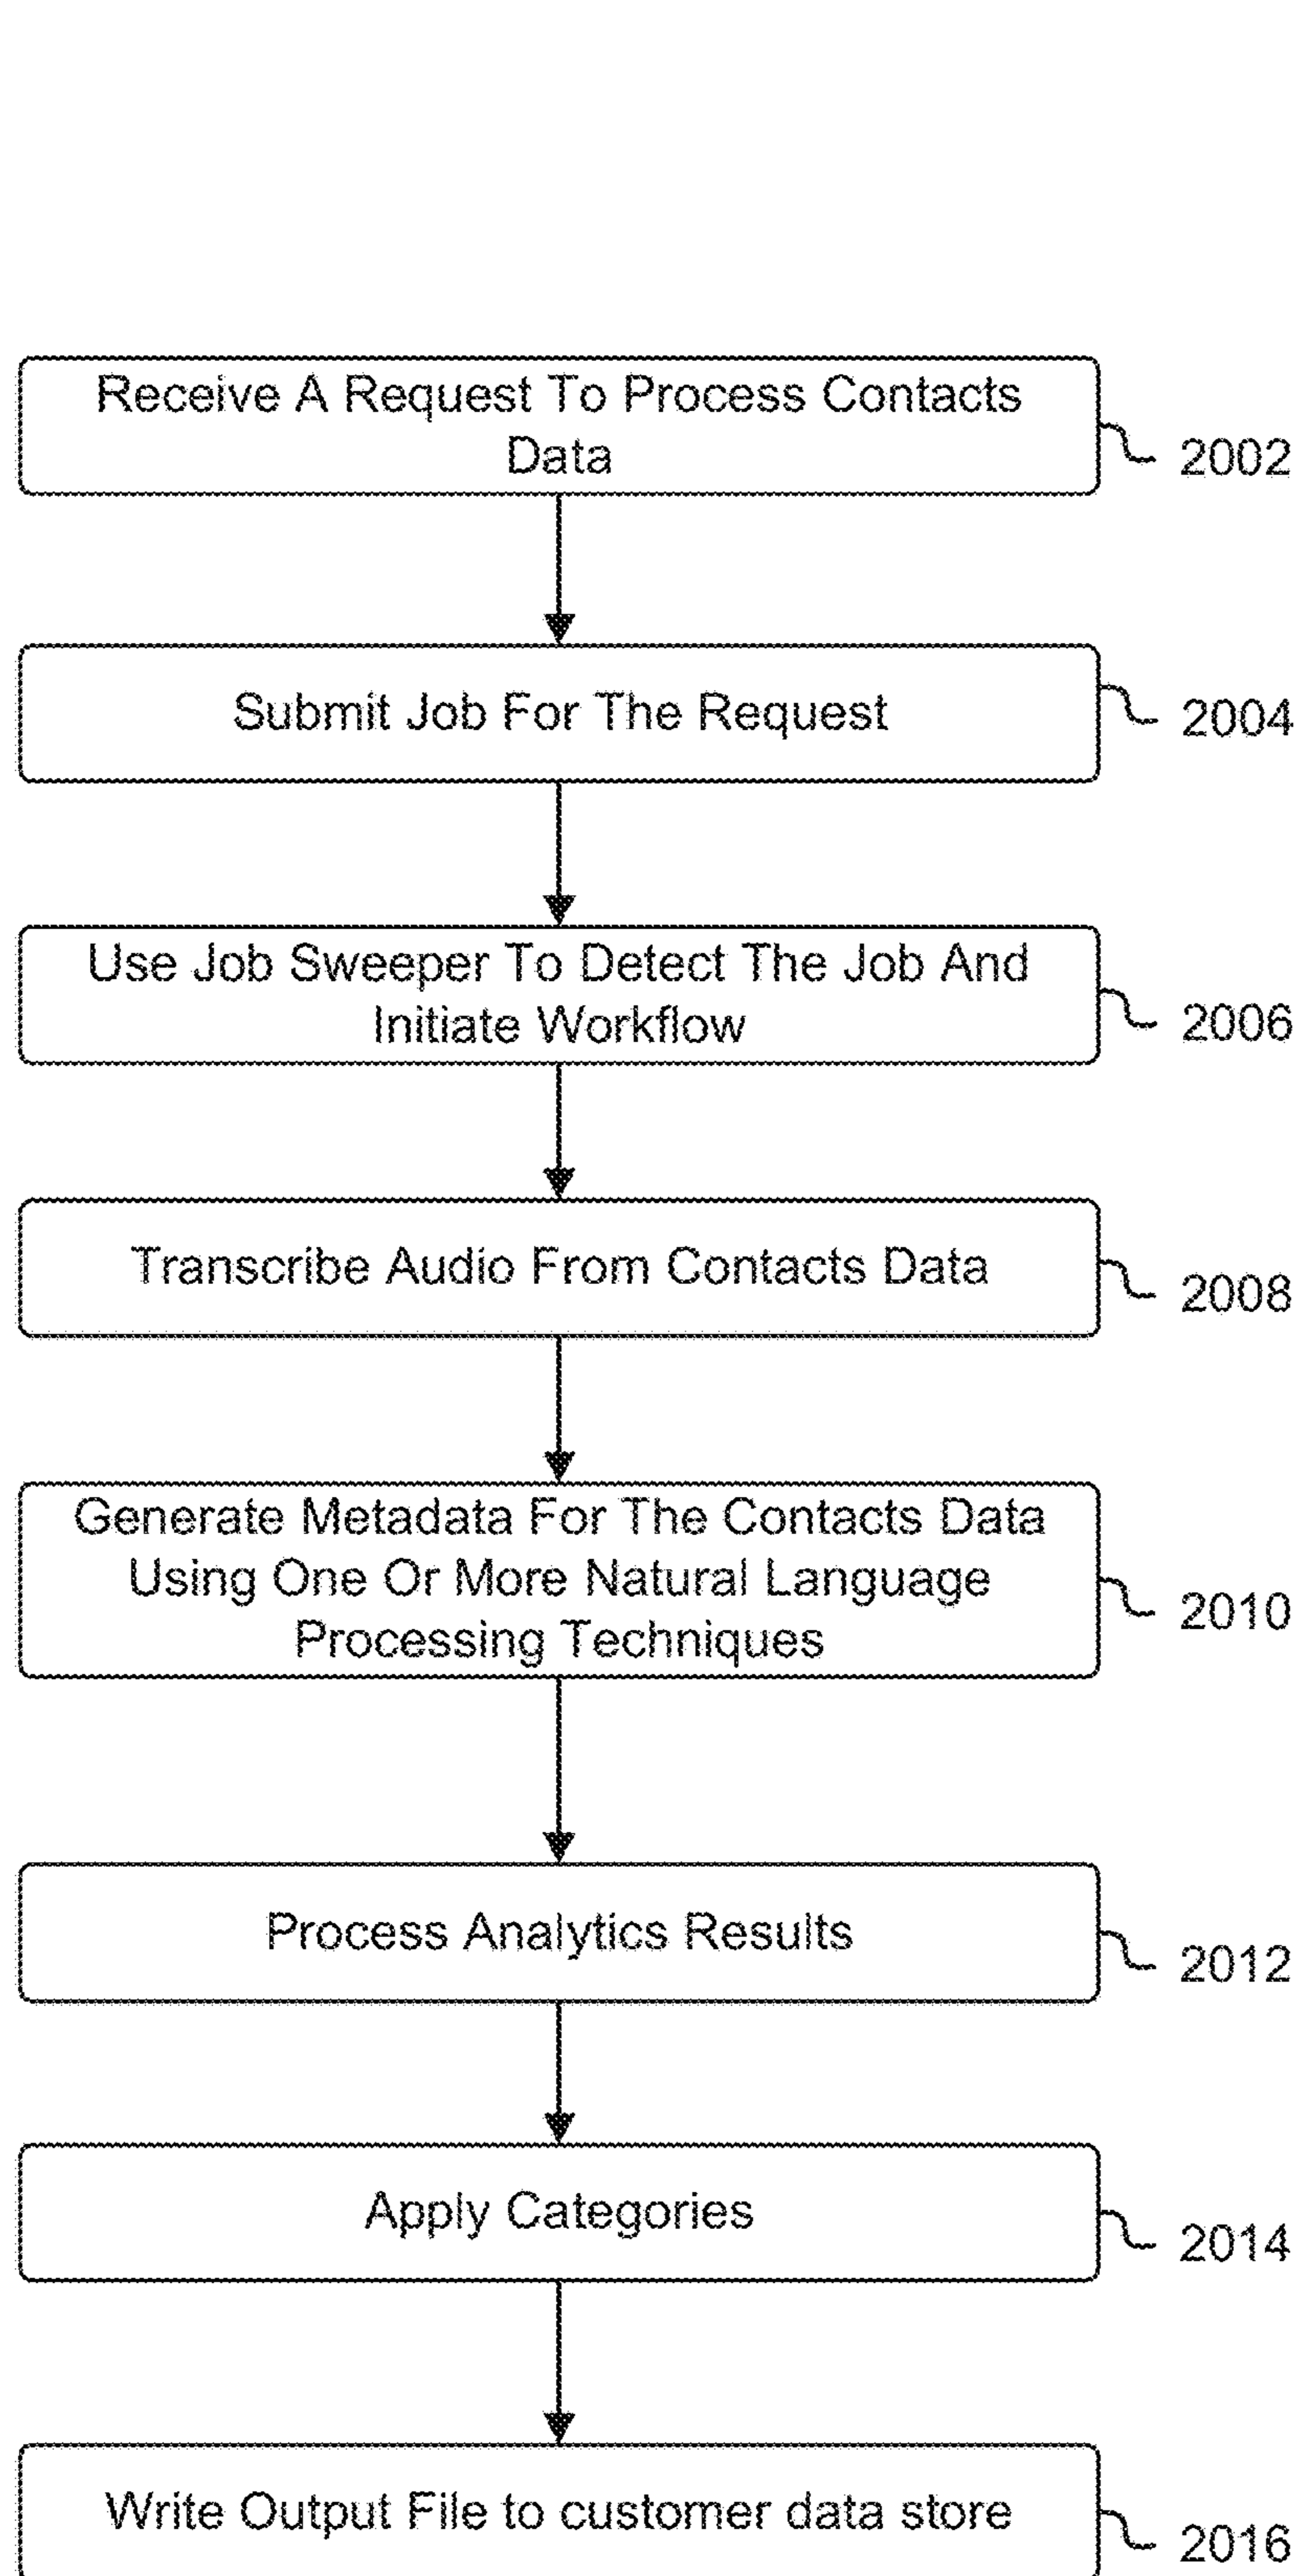 Receive A Request To Process Contacts
Data
2002
Submit Job For The Request
2004
Use Job Sweeper To Detect The Job And
Initiate Workflow
2006
Transcribe Audio From Contacts Data
2008
Generate Metadata For The Contacts Data
Using One Or More Natural Language
Processing Techniques
2010
Process Analytics Results
2012
Apply Categories
2014
Write Output File to customer data store
2016